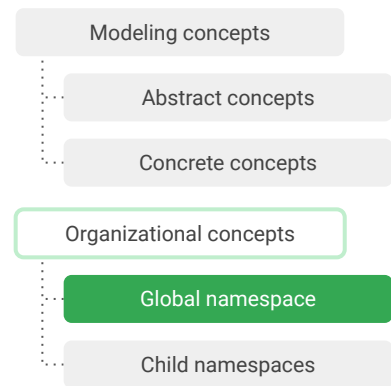 Modeling concepts
Abstract concepts
Concrete concepts
Organizational concepts
Global namespace
Child namespaces